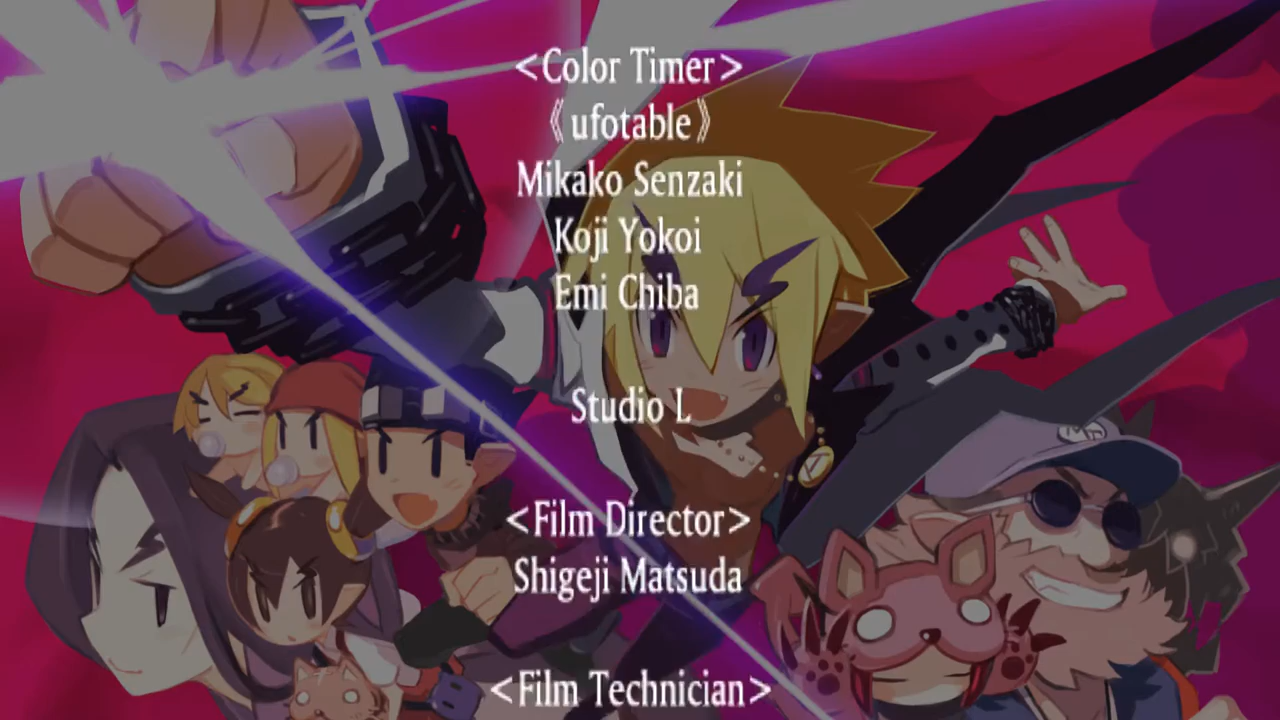 <Color Timer>
《ufotable》
Mikako Senzaki
Koji Yokoi
Emi Chiba
Studio L
<Film Director>
Shigeji Matsuda
<Film Technician>